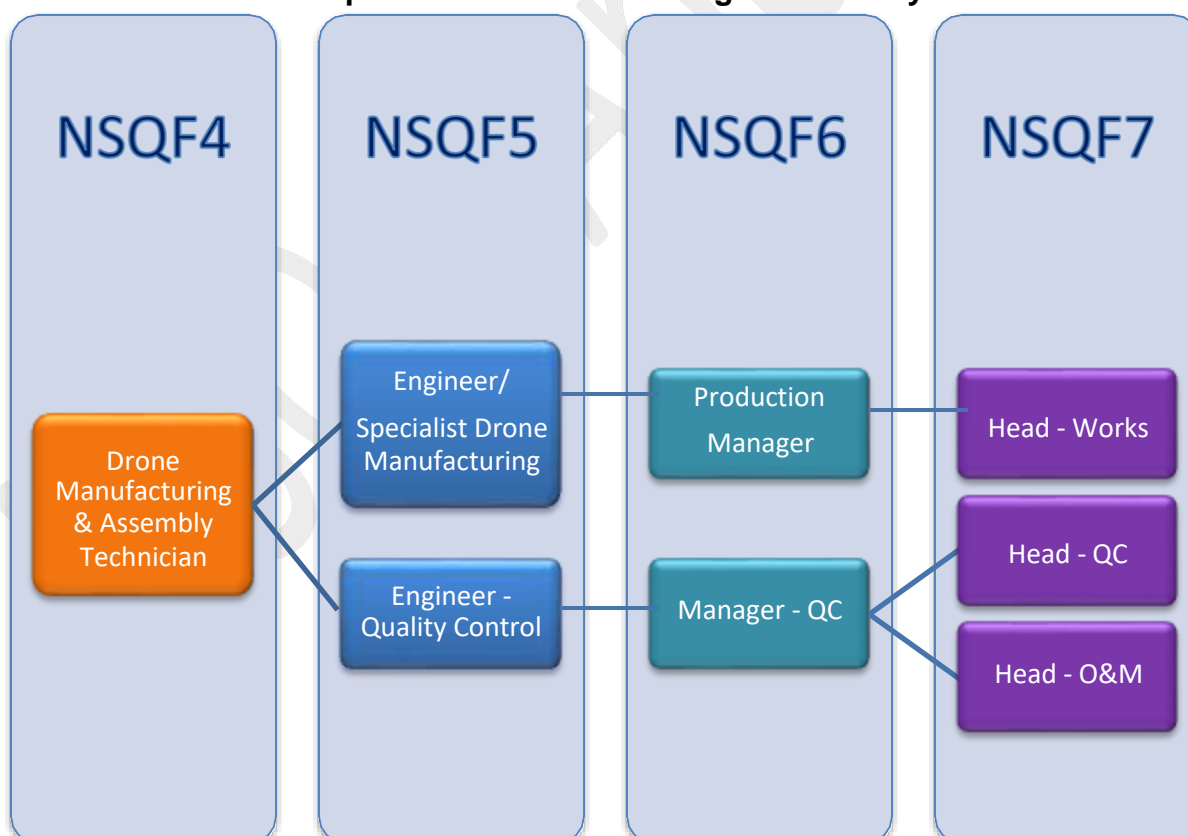 NSQF4
NSQF5
NSQF6
NSQF7
Drone
Manufacturing
& Assembly
Technician
Engineer/
Specialist Drone
Manufacturing
Engineer -
Quality Control
Production
Manager
Manager - QC
Head - Works
Head - QC
Head - O&M